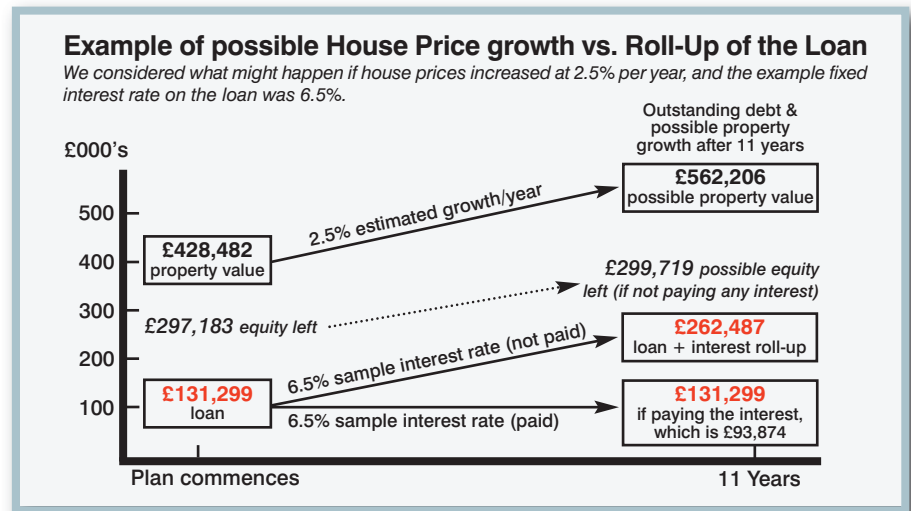 Example of possible House Price growth vs. Roll-Up of the Loan
We considered what might happen if house prices increased at 2.5% per year, and the example fixed
interest rate on the loan was 6.5%.
Outstanding debt &
possible property
growth after 11 years
£000's
£562,206
possible property value
500
2.5% estimated growth/year
£428,482
property value
400
£299,719 possible equity
left (if not paying any interest)
300
£297,183 equity left
£262,487
loan + interest roll-up
200
6.5% sample interest rate (not paid)
£131,299
loan
100
6.5% sample interest rate (paid)
£131,299
if paying the interest,
which is £93,874
Plan commences
11 Years